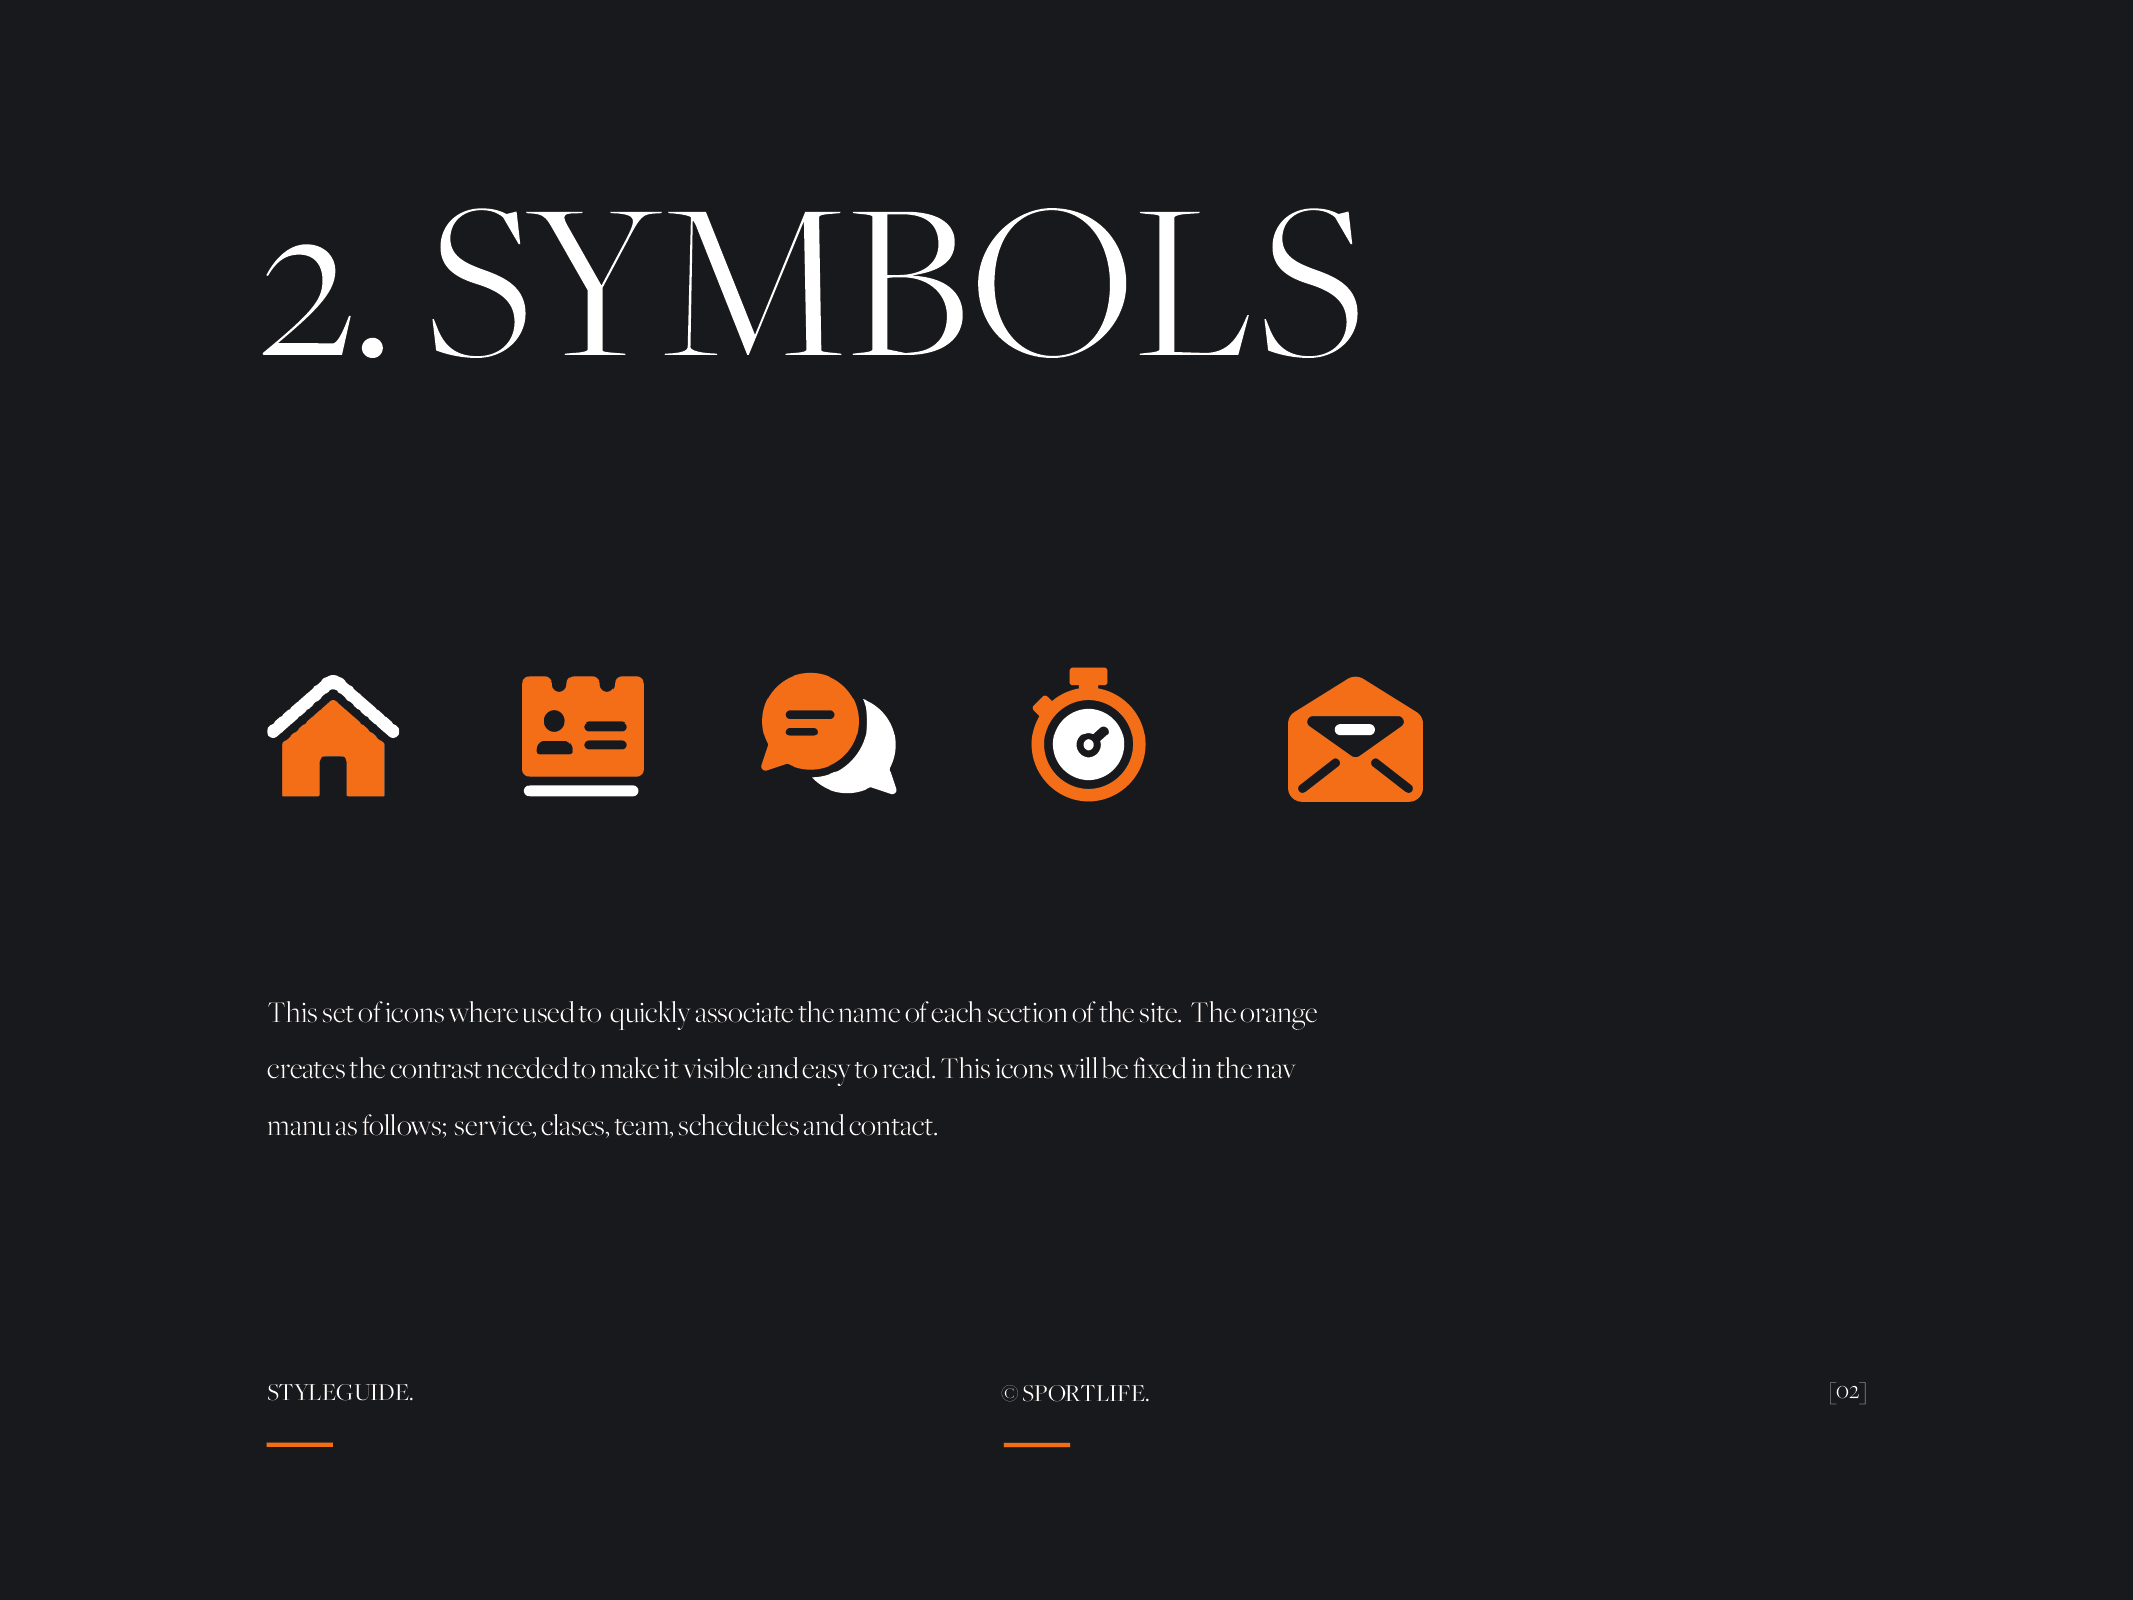 2. SYMBOLS
This set of icons where used to quickly associate the name of each section of the site. The orange
creates the contrast needed to make it visible and easy to read. This icons will be fixed in the nav
manu as follows; service, clases, team, schedueles and contact.
STYLEGUIDE.
© SPORTLIFE.
[02]